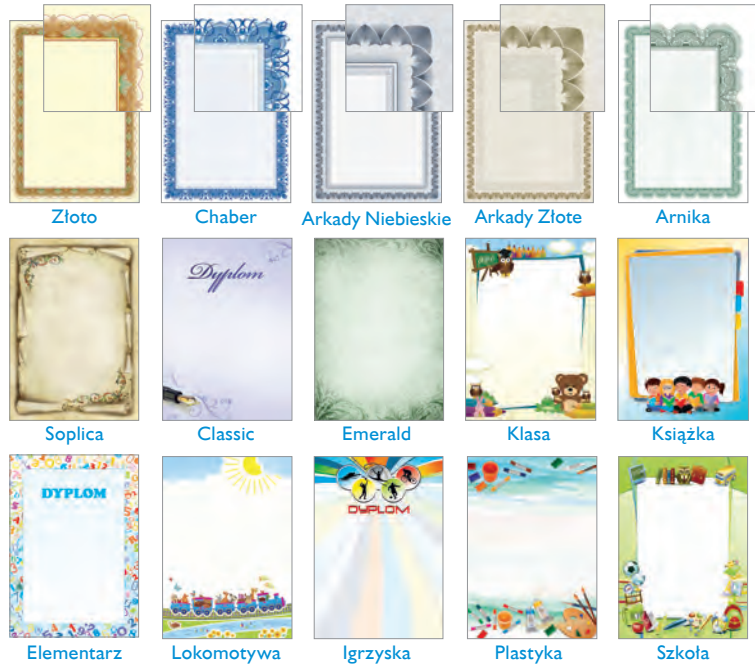 Złoto
Chaber
Arkady Niebieskie
Arkady Złote
Arnika
Dyplom
Soplica
Classic
Emerald
Klasa
Książka
DYPLOM
DYPLOM
Elementarz
Lokomotywa
Igrzyska
Plastyka
Szkoła